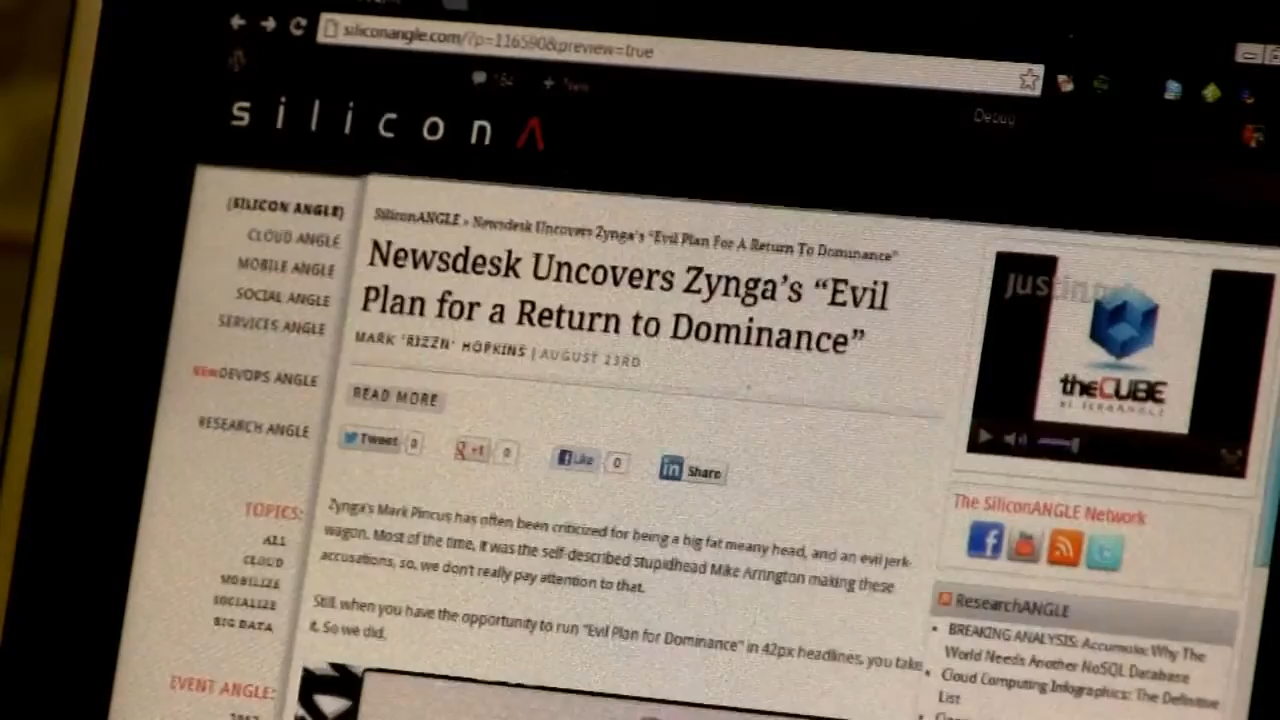 siliconangle.com/?p=116590&preview=true
Debug
silicon
(SILICON ANGLE)
CLOUD ANGLE
MOBILE ANGLE
SOCIAL ANGLE
SERVICES ANGLE
NEW DEVOPS ANGLE
RESEARCH ANGLE
TOPICS:
ALL
CLOUD
MOBILIZE
SOCIALIZE
BIG DATA
EVENT ANGLE:
SiliconANGLE » Newsdesk Uncovers Zynga's "Evil Plan For A Return To Dominance"
Newsdesk Uncovers Zynga's “Evil
Plan for a Return to Dominance”
MARK 'RIZZN' HOPKINS | AUGUST 23RD
READ MORE
Tweet 0
+1 0
Like 0
in Share
Zynga's Mark Pincus has often been criticized for being a big fat meany head, and an evil jerk-
wagon. Most of the time, it was the self-described stupidhead Mike Arrington making these
accusations, so, we don't really pay attention to that.
Still, when you have the opportunity to run "Evil Plan for Dominance" in 42px headlines, you take
it. So we did.
theCUBE
The SiliconANGLE Network
ResearchANGLE
BREAKING ANALYSIS: Accumulo: Why The
World Needs Another NoSQL Database
Cloud Computing Infographics: The Definitive
List